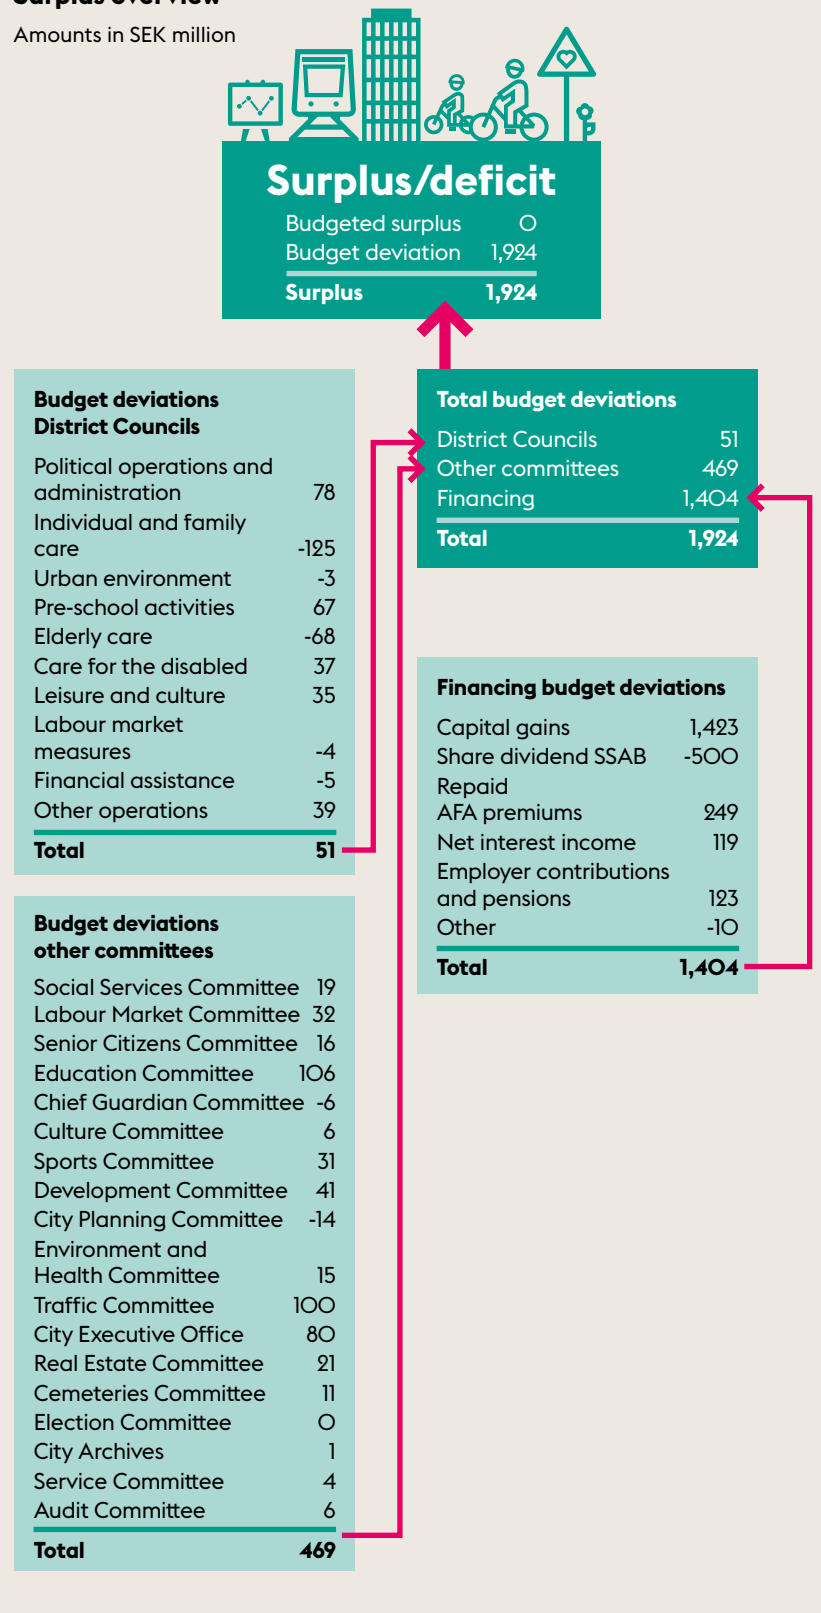 Surplus overview
Amounts in SEK million
Surplus/deficit
Budgeted surplus 0
Budget deviation 1,924
Surplus 1,924
Budget deviations
District Councils
Political operations and
administration 78
Individual and family
care -125
Urban environment -3
Pre-school activities 67
Elderly care -68
Care for the disabled 37
Leisure and culture 35
Labour market
measures -4
Financial assistance -5
Other operations 39
Total 51
Total budget deviations
District Councils 51
Other committees 469
Financing 1,404
Total 1,924
Financing budget deviations
Capital gains 1,423
Share dividend SSAB -500
Repaid
AFA premiums 249
Net interest income 119
Employer contributions
and pensions 123
Other -10
Total 1,404
Budget deviations
other committees
Social Services Committee 19
Labour Market Committee 32
Senior Citizens Committee 16
Education Committee 106
Chief Guardian Committee -6
Culture Committee 6
Sports Committee 31
Development Committee 41
City Planning Committee -14
Environment and
Health Committee 15
Traffic Committee 100
City Executive Office 80
Real Estate Committee 21
Cemeteries Committee 11
Election Committee 0
City Archives 1
Service Committee 4
Audit Committee 6
Total 469